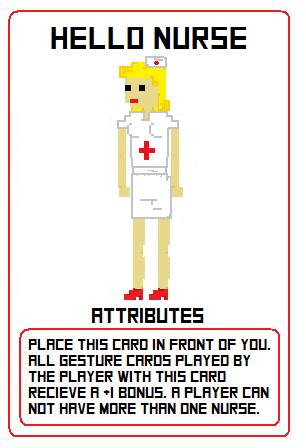 HELLO NURSE
ATTRIBUTES
PLACE THIS CARD IN FRONT OF YOU.
ALL GESTURE CARDS PLAYED BY
THE PLAYER WITH THIS CARD
RECIEVE A +1 BONUS. A PLAYER CAN
NOT HAVE MORE THAN ONE NURSE.